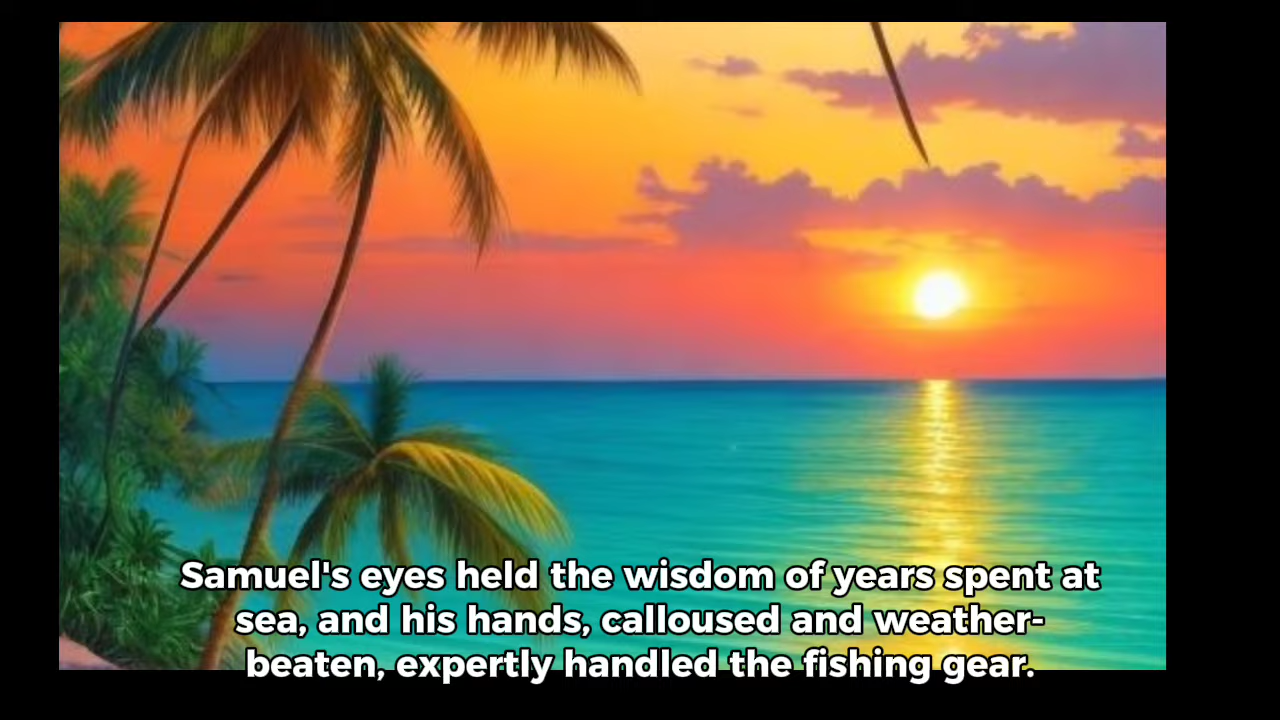 Samuel's eyes held the wisdom of years spent at
sea, and his hands, calloused and weather-
beaten, expertly handled the fishing gear.